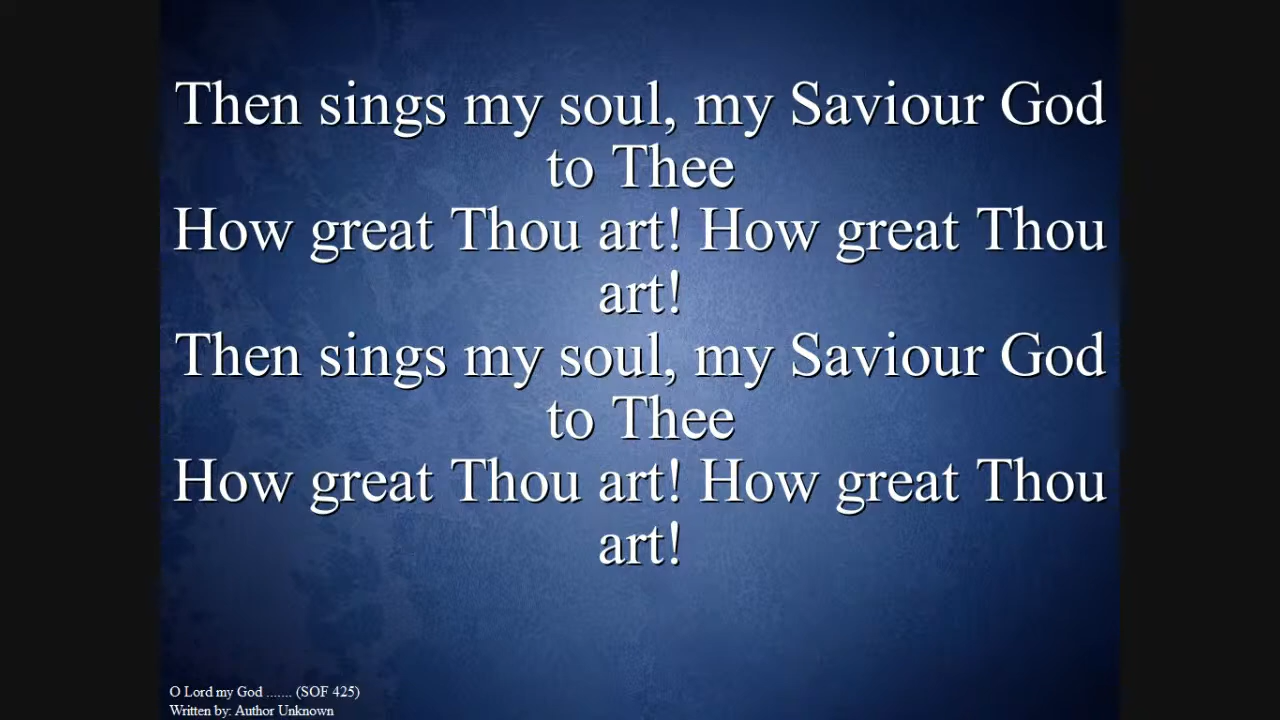 Then sings my soul, my Saviour God
to Thee
How great Thou art! How great Thou
art!
Then sings my soul, my Saviour God
to Thee
How great Thou art! How great Thou
art!
O Lord my God ....... (SOF 425)
Written by: Author Unknown